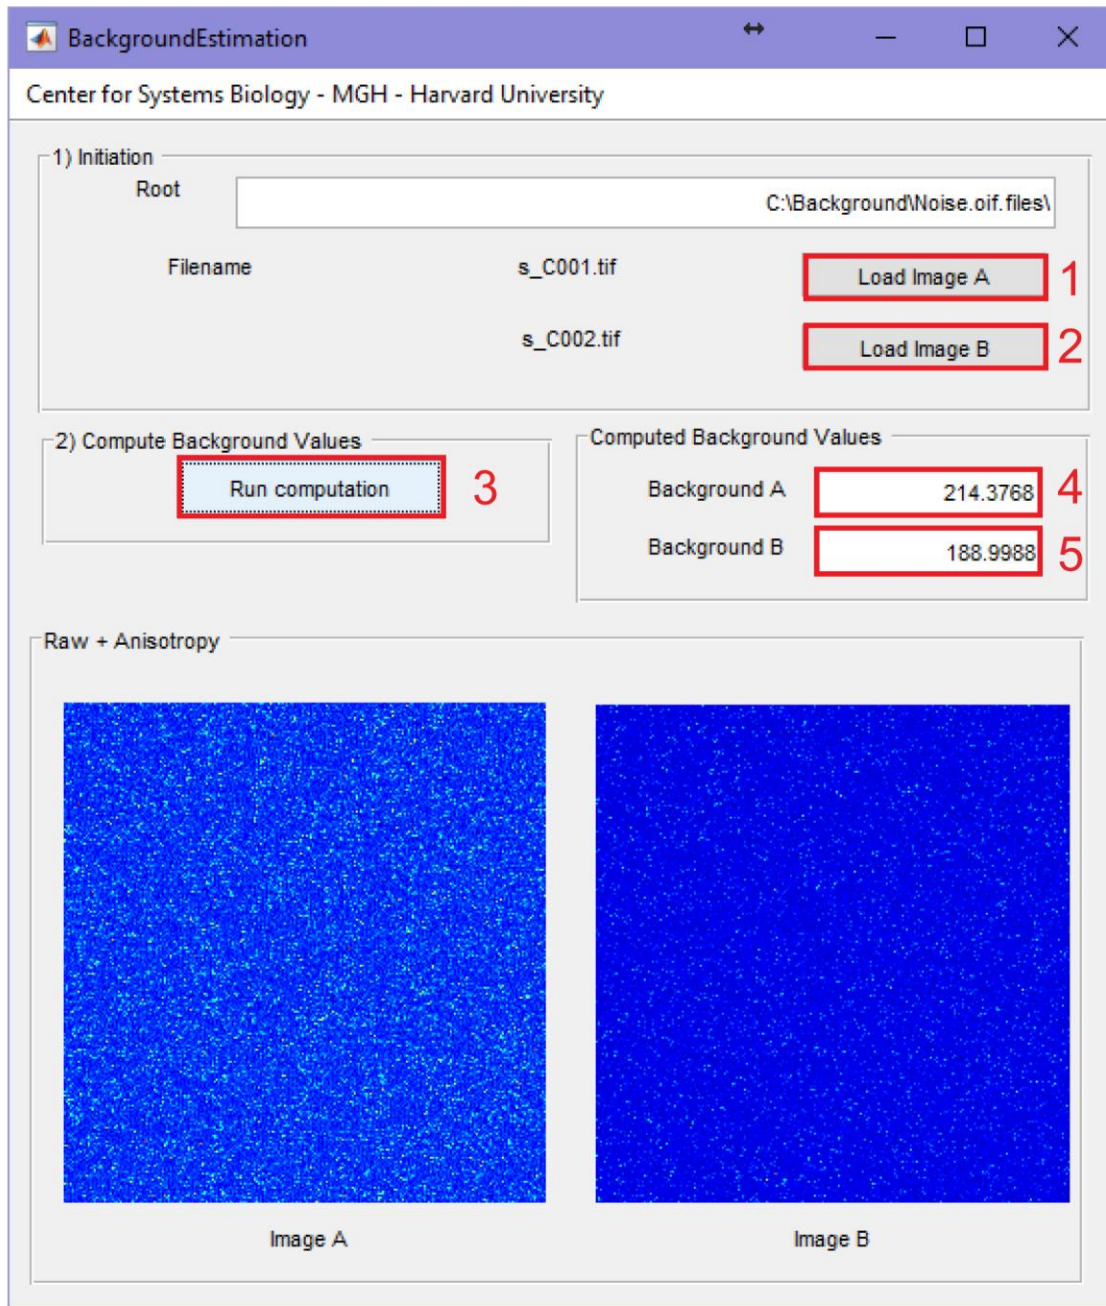 BackgroundEstimation
Center for Systems Biology - MGH - Harvard University
1) Initiation
Root C:\Background\Noise.oif.files\
Filename s_C001.tif Load Image A 1
s_C002.tif Load Image B 2
2) Compute Background Values
Run computation 3
Computed Background Values
Background A 214.3768 4
Background B 188.9988 5
Raw + Anisotropy
Image A
Image B